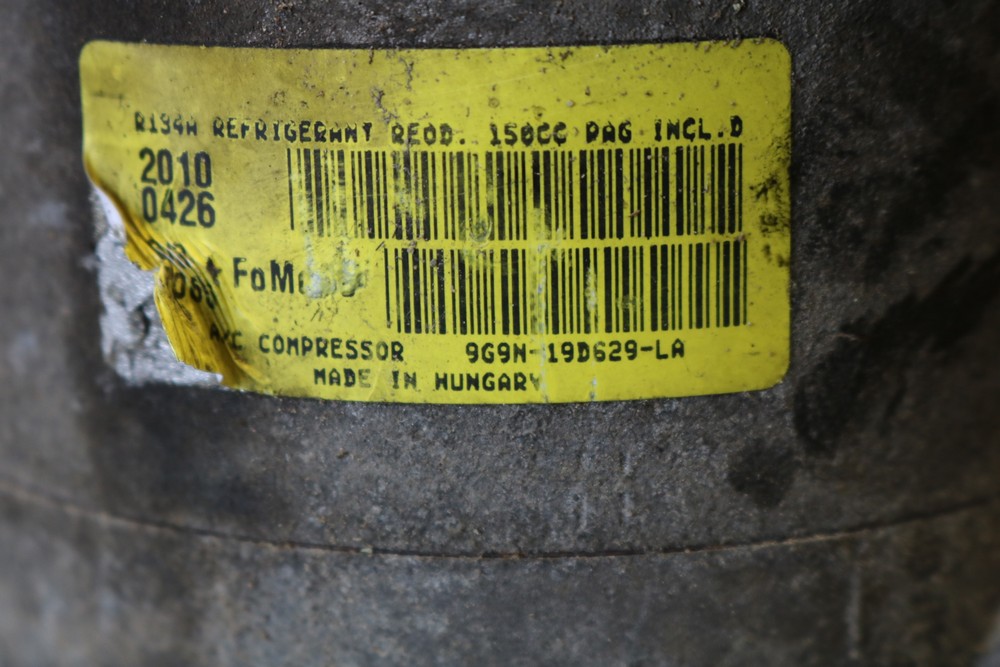 R134A REFRIGERANT REQD. 150CC PAG INCL.D
2010
0426
FoMo
A/C COMPRESSOR 9G9N-19D629-LA
MADE IN HUNGARY